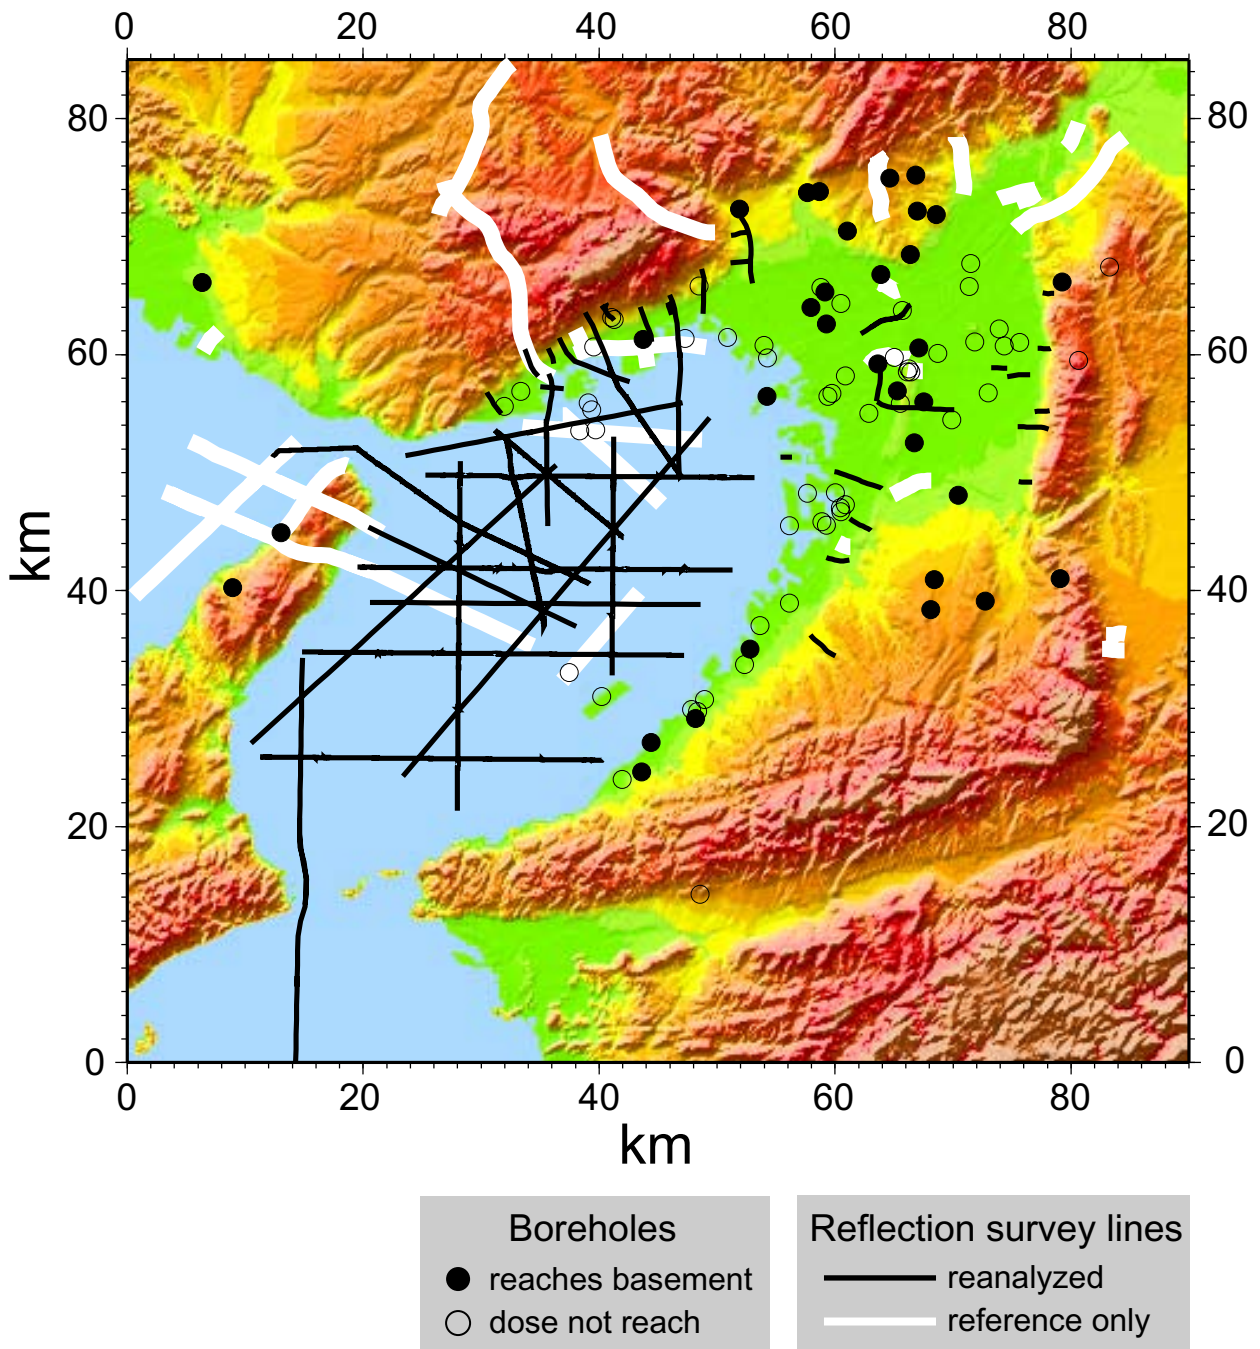 0 20 40 60 80
80 80
60 60
km
40 40
20 20
0 0
0 20 40 60 80
km
Boreholes
reaches basement
dose not reach
Reflection survey lines
reanalyzed
reference only